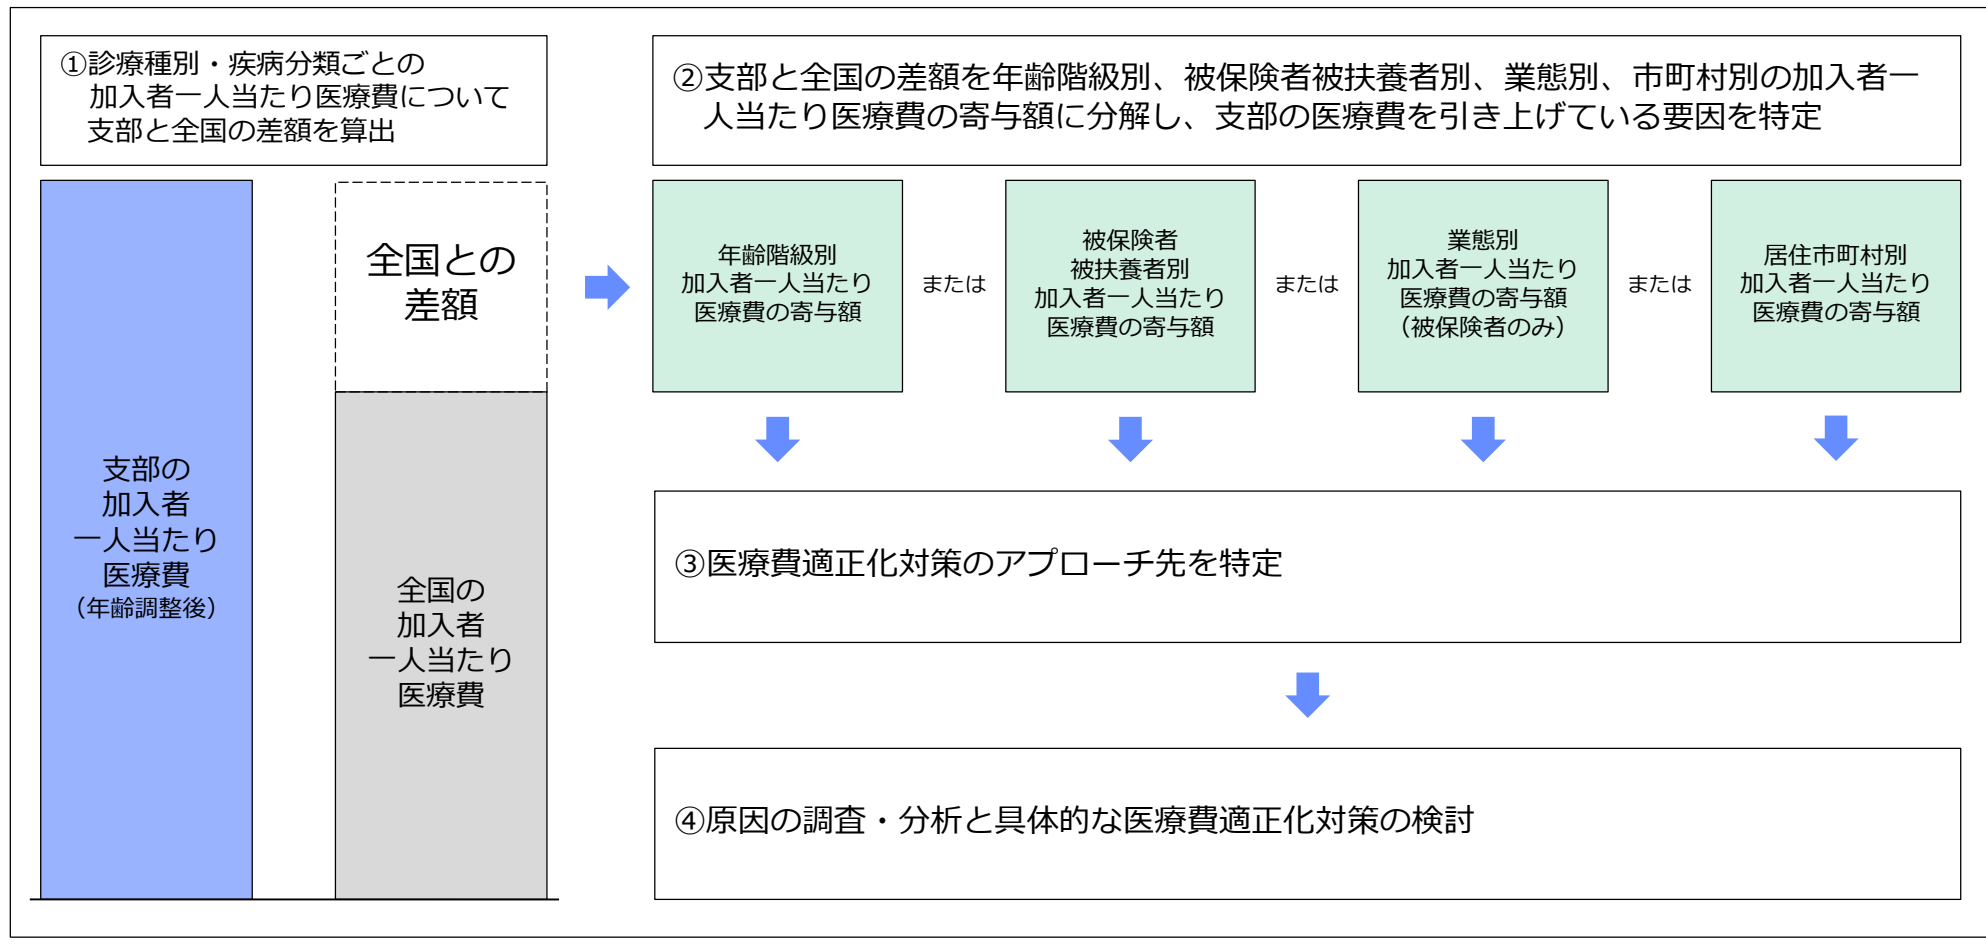 ①診療種別・疾病分類ごとの
加入者一人当たり医療費について
支部と全国の差額を算出
②支部と全国の差額を年齢階級別、被保険者被扶養者別、業態別、市町村別の加入者一
人当たり医療費の寄与額に分解し、支部の医療費を引き上げている要因を特定
支部の
加入者
一人当たり
医療費
（年齢調整後）
全国との
差額
全国の
加入者
一人当たり
医療費
年齢階級別
加入者一人当たり
医療費の寄与額
または
被保険者
被扶養者別
加入者一人当たり
医療費の寄与額
または
業態別
加入者一人当たり
医療費の寄与額
（被保険者のみ）
または
居住市町村別
加入者一人当たり
医療費の寄与額
③医療費適正化対策のアプローチ先を特定
④原因の調査・分析と具体的な医療費適正化対策の検討